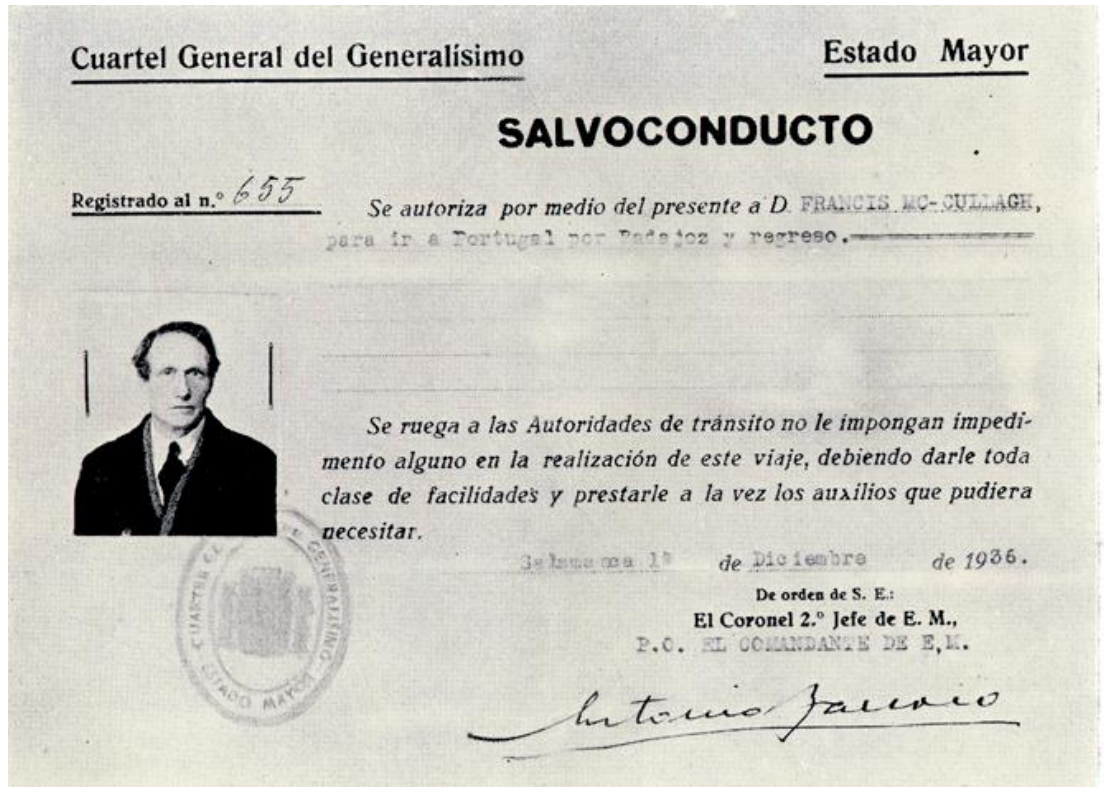 Cuartel General del Generalísimo
Estado Mayor
SALVOCONDUCTO
Registrado al n.º 655
Se autoriza por medio del presente a D. FRANCIS MC-CULLAGH,
para ir a Portugal por Badajoz y regreso.
Se ruega a las Autoridades de tránsito no le impongan impedi-
mento alguno en la realización de este viaje, debiendo darle toda
clase de facilidades y prestarle a la vez los auxilios que pudiera
necesitar.
Salamanca 1º de Diciembre de 1936.
De orden de S. E.:
El Coronel 2.º Jefe de E. M.,
P.O. EL COMANDANTE DE E.M.
Antonio
CUARTEL GENERALISIMO
ESTADO MAYOR